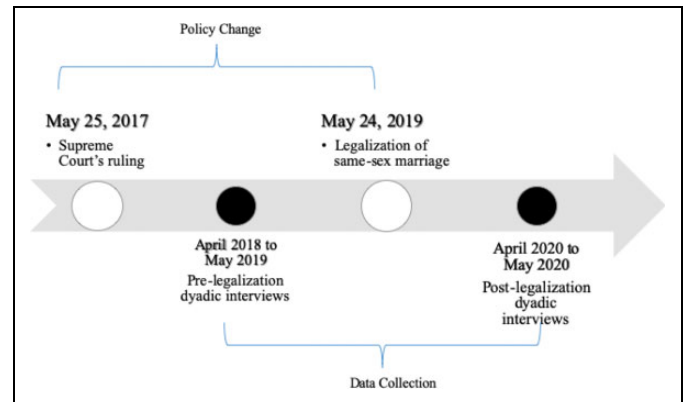 Policy Change
May 25, 2017
• Supreme
Court's ruling
May 24, 2019
• Legalization of
same-sex marriage
April 2018 to
May 2019
Pre-legalization
dyadic interviews
April 2020 to
May 2020
Post-legalization
dyadic
interviews
Data Collection